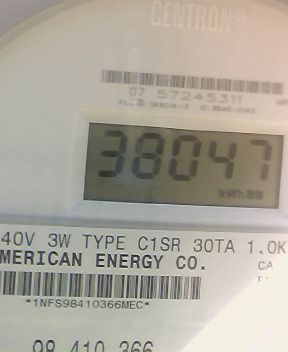 CENTRON®
07 57245311
38047
kWh
40V 3W TYPE C1SR 30TA 1.0K
MERICAN ENERGY CO.
CA
*1NFS98410366MEC*
98 410 366